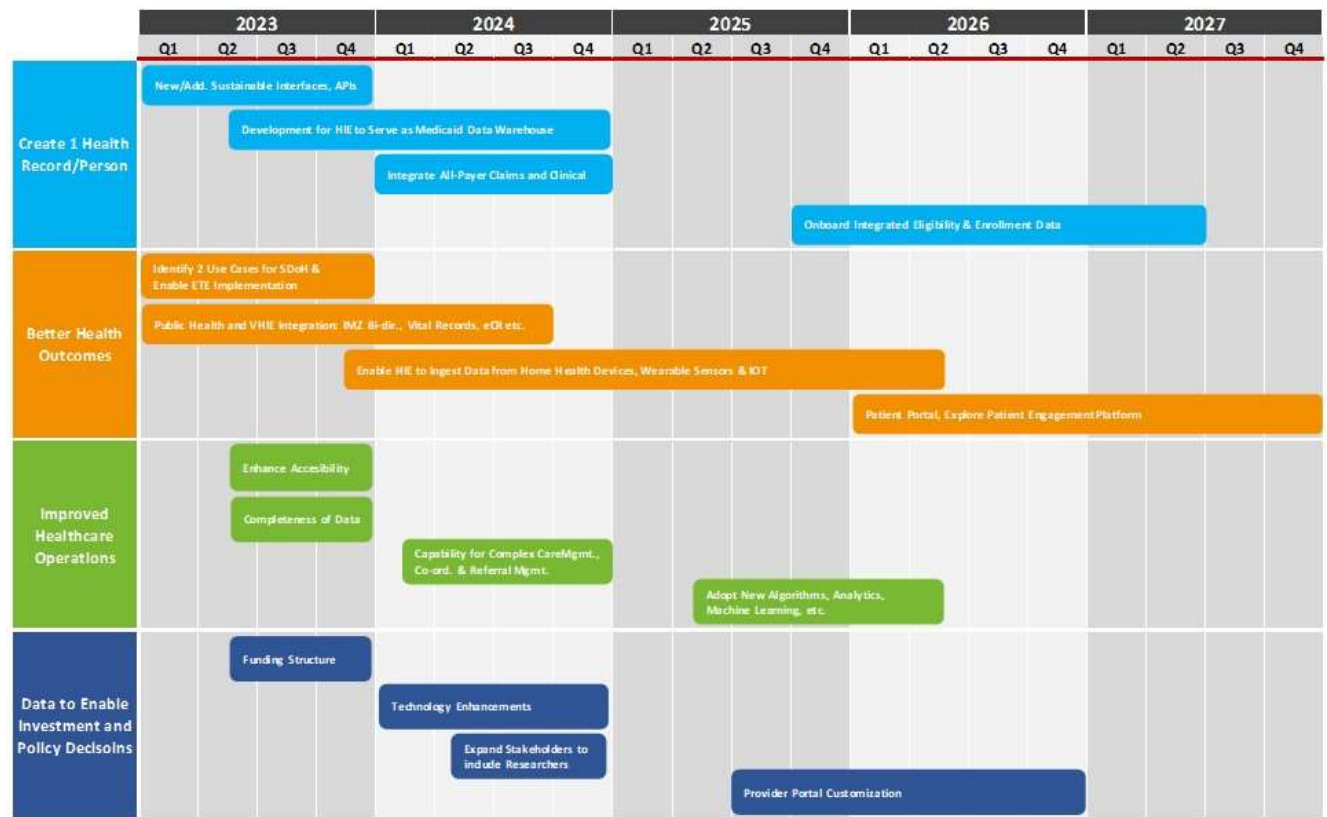 2023 2024 2025 2026 2027
Q1 Q2 Q3 Q4 Q1 Q2 Q3 Q4 Q1 Q2 Q3 Q4 Q1 Q2 Q3 Q4 Q1 Q2 Q3 Q4
Create 1 Health
Record/Person
New/Add. Sustainable Interfaces, APIs
Development for HIE to Serve as Medicaid Data Warehouse
Integrate All-Payer Claims and Clinical
Onboard Integrated Eligibility & Enrollment Data
Better Health
Outcomes
Identify 2 Use Cases for SDoH &
Enable ETE Implementation
Public Health and VHIE Integration: IMZ Bi-dir., Vital Records, eCR etc.
Enable HIE to Ingest Data from Home Health Devices, Wearable Sensors & IOT
Patient Portal, Explore Patient Engagement Platform
Improved
Healthcare
Operations
Enhance Accesibility
Completeness of Data
Capability for Complex CareMgmt.,
Co-ord. & Referral Mgmt.
Adopt New Algorithms, Analytics,
Machine Learning, etc.
Data to Enable
Investment and
Policy Decisoins
Funding Structure
Technology Enhancements
Expand Stakeholders to
include Researchers
Provider Portal Customization